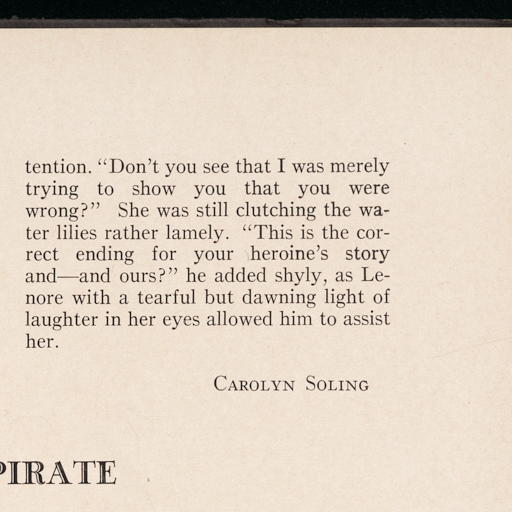 tention. “Don’t you see that I was merely
trying to show you that you were
wrong?” She was still clutching the wa-
ter lilies rather lamely. “This is the cor-
rect ending for your heroine’s story
and—and ours?” he added shyly, as Le-
nore with a tearful but dawning light of
laughter in her eyes allowed him to assist
her.
Carolyn Soling
PIRATE